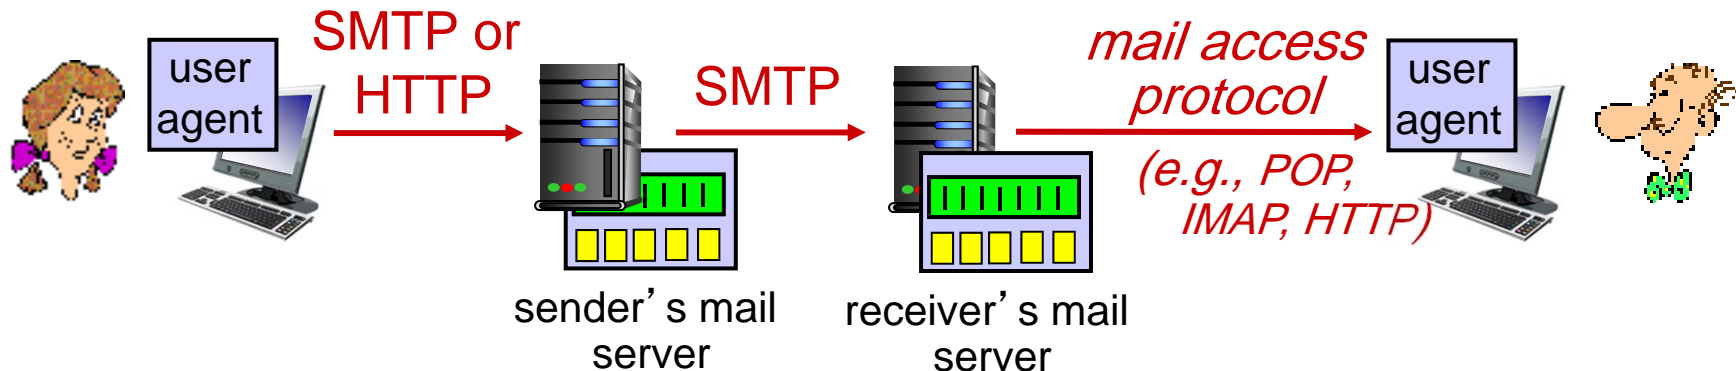 user
agent
SMTP or
HTTP
SMTP
mail access
protocol
(e.g., POP,
IMAP, HTTP)
user
agent
sender’s mail
server
receiver’s mail
server